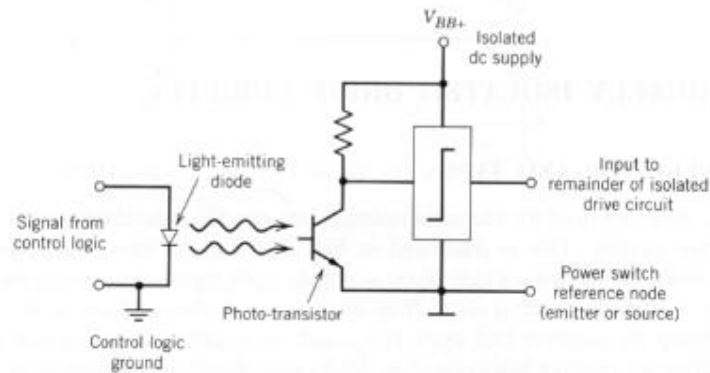 V_BB+
Isolated
dc supply
Light-emitting
diode
Signal from
control logic
Input to
remainder of isolated
drive circuit
Power switch
reference node
(emitter or source)
Photo-transistor
Control logic
ground